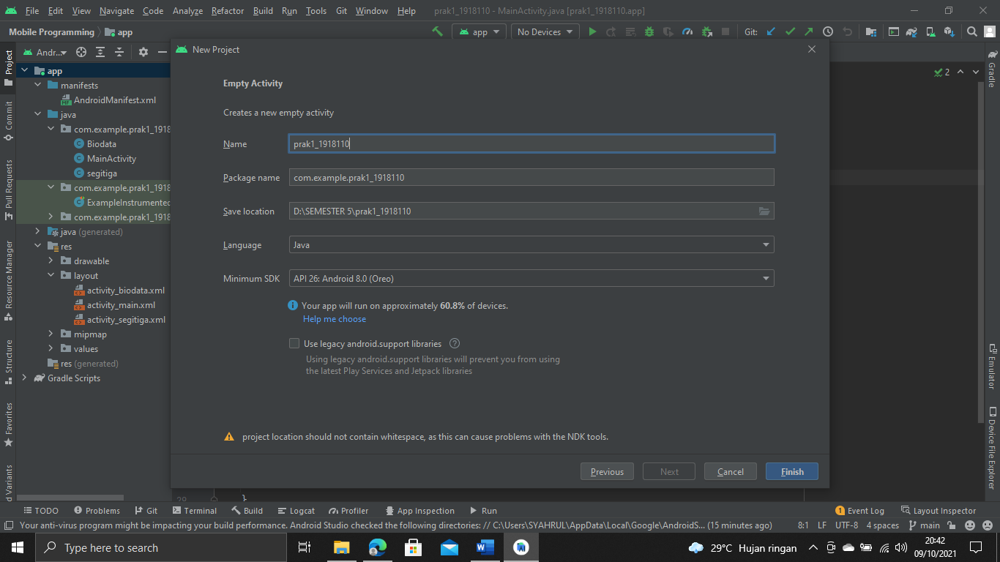 File Edit View Navigate Code Analyze Refactor Build Run Tools Git Window Help prak1_1918110 - MainActivity.java [prak1_1918110.app]
Mobile Programming app app No Devices Git:
Project
Commit
Pull Requests
Resource Manager
Structure
Favorites
d Variants
Andr...
app
manifests
AndroidManifest.xml
java
com.example.prak1_1918
Biodata
MainActivity
segitiga
com.example.prak1_1918
ExampleInstrumented
com.example.prak1_1918
java (generated)
res
drawable
layout
activity_biodata.xml
activity_main.xml
activity_segitiga.xml
mipmap
values
res (generated)
Gradle Scripts
New Project
Empty Activity
Creates a new empty activity
Name prak1_1918110
Package name com.example.prak1_1918110
Save location D:\SEMESTER 5\prak1_1918110
Language Java
Minimum SDK API 26: Android 8.0 (Oreo)
Your app will run on approximately 60.8% of devices.
Help me choose
Use legacy android.support libraries ?
Using legacy android.support libraries will prevent you from using
the latest Play Services and Jetpack libraries
project location should not contain whitespace, as this can cause problems with the NDK tools.
Previous Next Cancel Finish
2
Gradle
Emulator
Device File Explorer
29 }
TODO Problems Git Terminal Build Logcat Profiler App Inspection Run 1 Event Log Layout Inspector
Your anti-virus program might be impacting your build performance. Android Studio checked the following directories: // C:\Users\SYAHRUL\AppData\Local\Google\AndroidS... (15 minutes ago) 8:1 LF UTF-8 4 spaces main
Type here to search 29°C Hujan ringan 20:42
09/10/2021